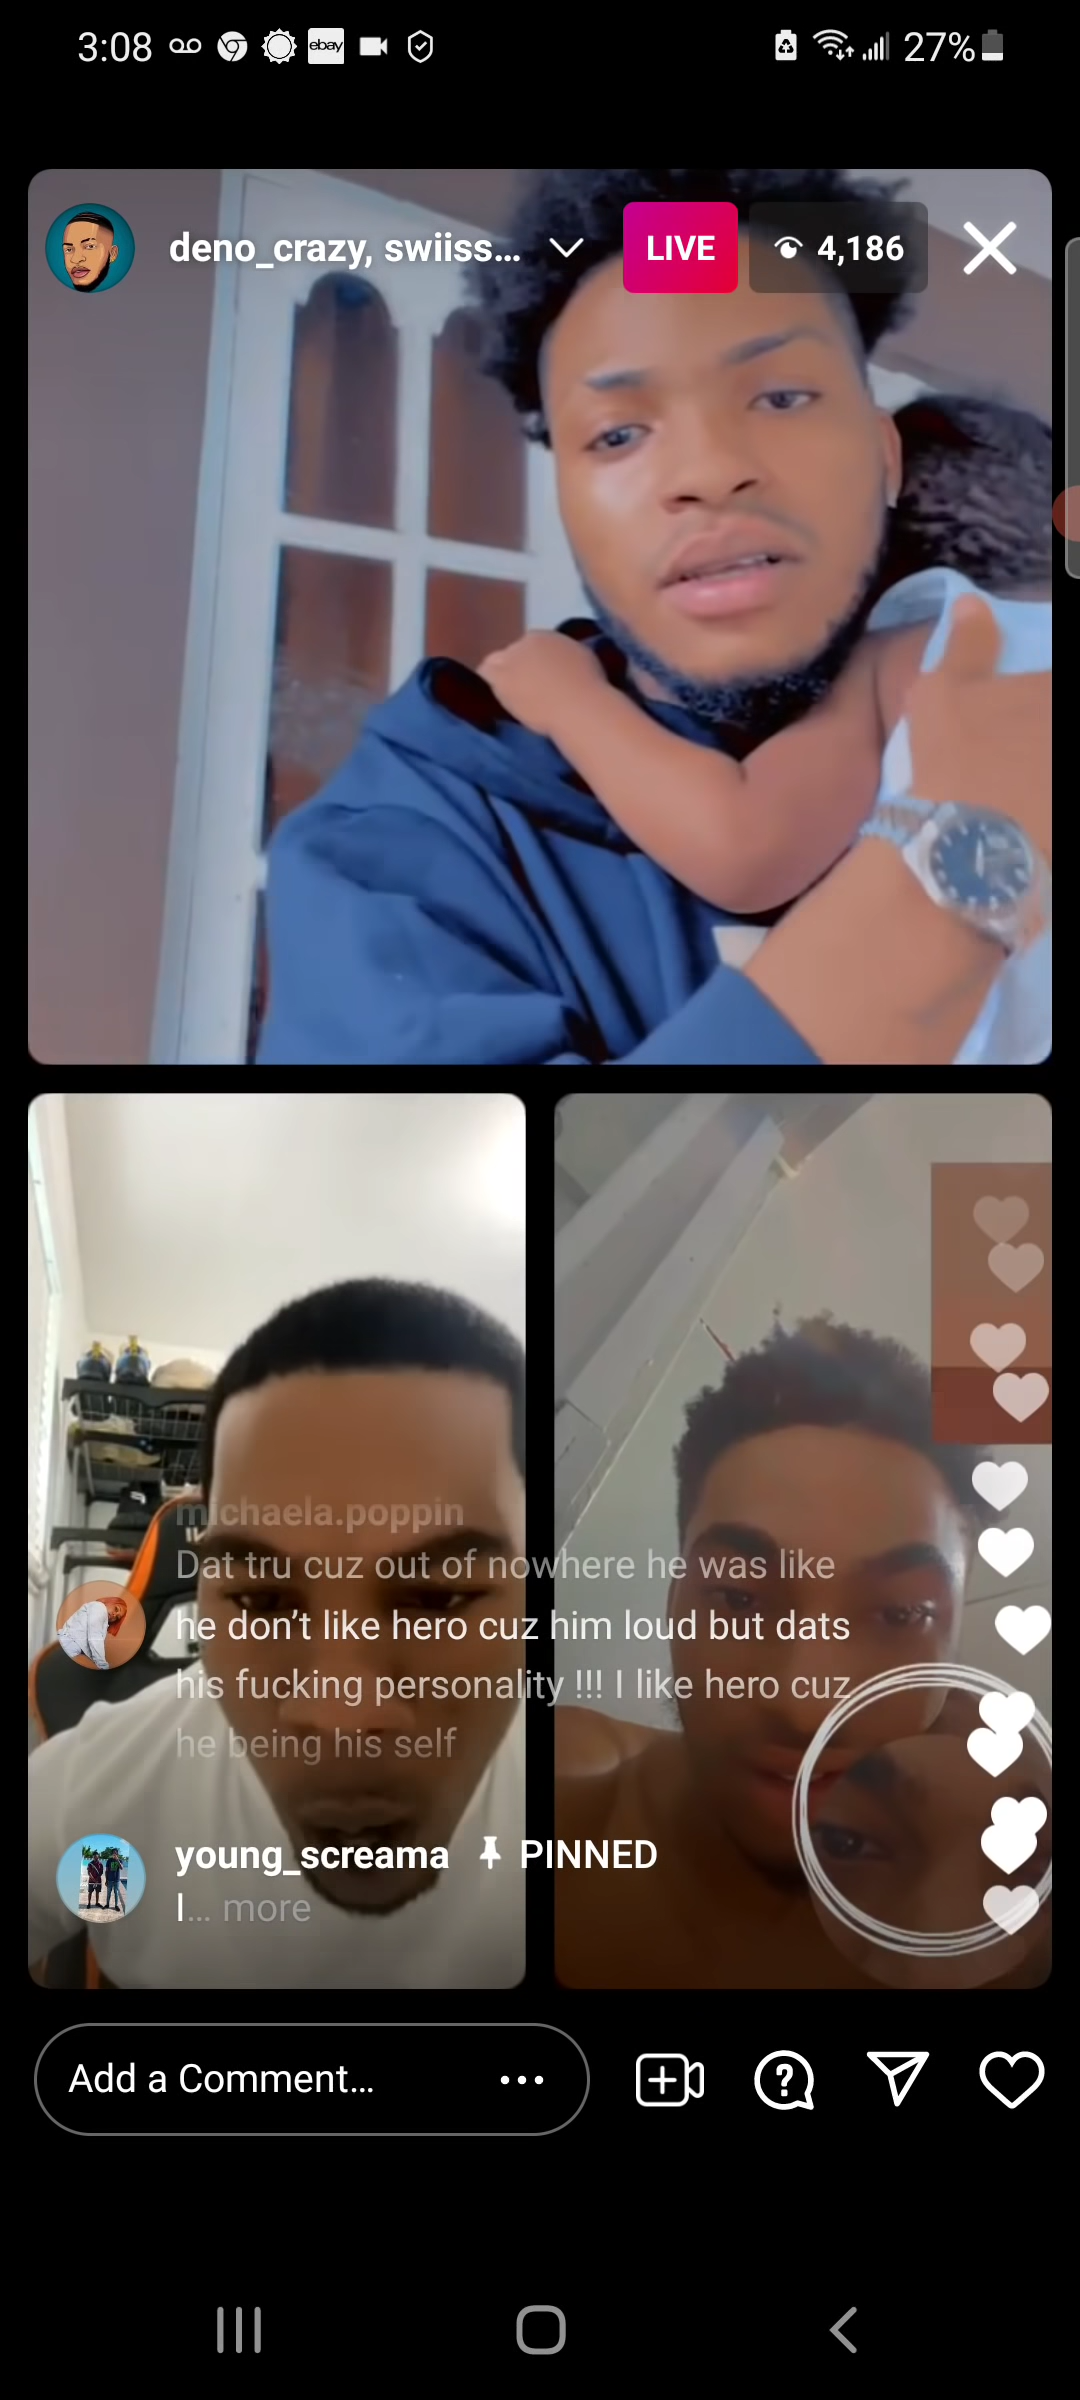 3:08
ebay
27%
deno_crazy, swiiss...
LIVE
4,186
michaela.poppin
Dat tru cuz out of nowhere he was like
he don't like hero cuz him loud but dats
his fucking personality !!! I like hero cuz
he being his self
young_screama PINNED
I... more
Add a Comment...